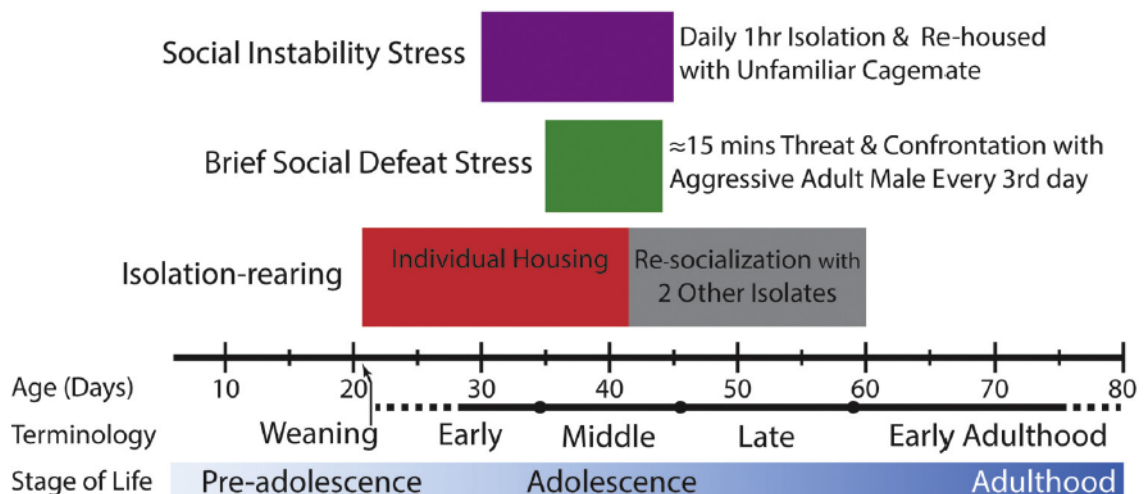 Social Instability Stress
Daily 1hr Isolation & Re-housed
with Unfamiliar Cagemate
Brief Social Defeat Stress
≈15 mins Threat & Confrontation with
Aggressive Adult Male Every 3rd day
Isolation-rearing
Individual Housing
Re-socialization with
2 Other Isolates
Age (Days) 10 20 30 40 50 60 70 80
Terminology Weaning Early Middle Late Early Adulthood
Stage of Life Pre-adolescence Adolescence Adulthood